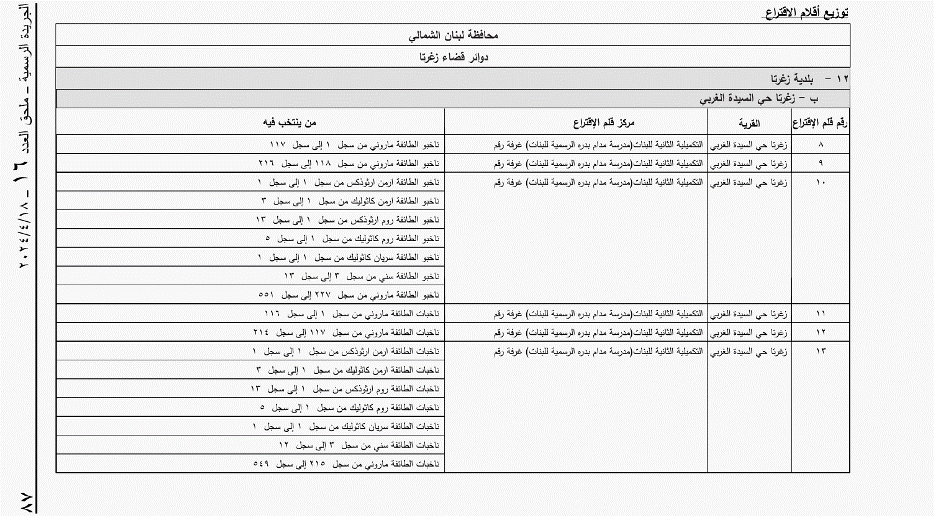 الجريدة الرسمية – ملحق العدد ١٦ – ٢٠٢٤/٤/١٨
توزيع أقلام الإقتراع
محافظة لبنان الشمالي
دوائر قضاء زغرتا
١٢ - بلدية زغرتا
ب - زغرتا حي السيدة الغربي
رقم قلم الإقتراع القرية مركز قلم الإقتراع من ينتخب فيه
٨ زغرتا حي السيدة الغربي التكميلية الثانية للبنات(مدرسة مدام بدره الرسمية للبنات) غرفة رقم ناخبو الطائفة ماروني من سجل ١ إلى سجل ١١٧
٩ زغرتا حي السيدة الغربي التكميلية الثانية للبنات(مدرسة مدام بدره الرسمية للبنات) غرفة رقم ناخبو الطائفة ماروني من سجل ١١٨ إلى سجل ٢١٦
١٠ زغرتا حي السيدة الغربي التكميلية الثانية للبنات(مدرسة مدام بدره الرسمية للبنات) غرفة رقم ناخبو الطائفة ارمن ارثوذكس من سجل ١ إلى سجل ١
ناخبو الطائفة ارمن كاثوليك من سجل ١ إلى سجل ٣
ناخبو الطائفة روم ارثوذكس من سجل ١ إلى سجل ١٣
ناخبو الطائفة روم كاثوليك من سجل ١ إلى سجل ٥
ناخبو الطائفة سريان كاثوليك من سجل ١ إلى سجل ١
ناخبو الطائفة سني من سجل ٣ إلى سجل ١٣
ناخبو الطائفة ماروني من سجل ٢٢٧ إلى سجل ٥٥١
١١ زغرتا حي السيدة الغربي التكميلية الثانية للبنات(مدرسة مدام بدره الرسمية للبنات) غرفة رقم ناخبات الطائفة ماروني من سجل ١ إلى سجل ١١٦
١٢ زغرتا حي السيدة الغربي التكميلية الثانية للبنات(مدرسة مدام بدره الرسمية للبنات) غرفة رقم ناخبات الطائفة ماروني من سجل ١١٧ إلى سجل ٢١٤
١٣ زغرتا حي السيدة الغربي التكميلية الثانية للبنات(مدرسة مدام بدره الرسمية للبنات) غرفة رقم ناخبات الطائفة ارمن ارثوذكس من سجل ١ إلى سجل ١
ناخبات الطائفة ارمن كاثوليك من سجل ١ إلى سجل ٣
ناخبات الطائفة روم ارثوذكس من سجل ١ إلى سجل ١٣
ناخبات الطائفة روم كاثوليك من سجل ١ إلى سجل ٥
ناخبات الطائفة سريان كاثوليك من سجل ١ إلى سجل ١
ناخبات الطائفة سني من سجل ٣ إلى سجل ١٢
ناخبات الطائفة ماروني من سجل ٢١٥ إلى سجل ٥٤٩
٨٧